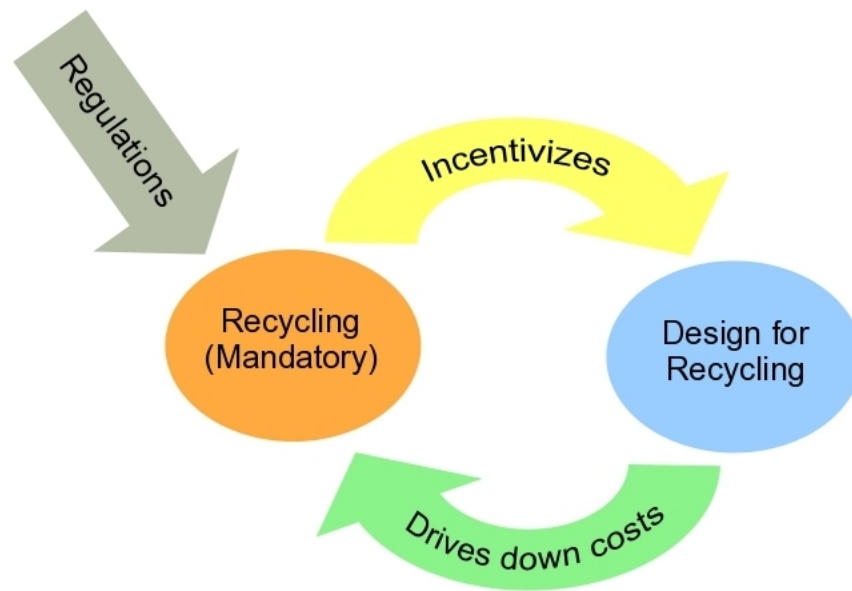 Regulations
Incentivizes
Recycling
(Mandatory)
Design for
Recycling
Drives down costs